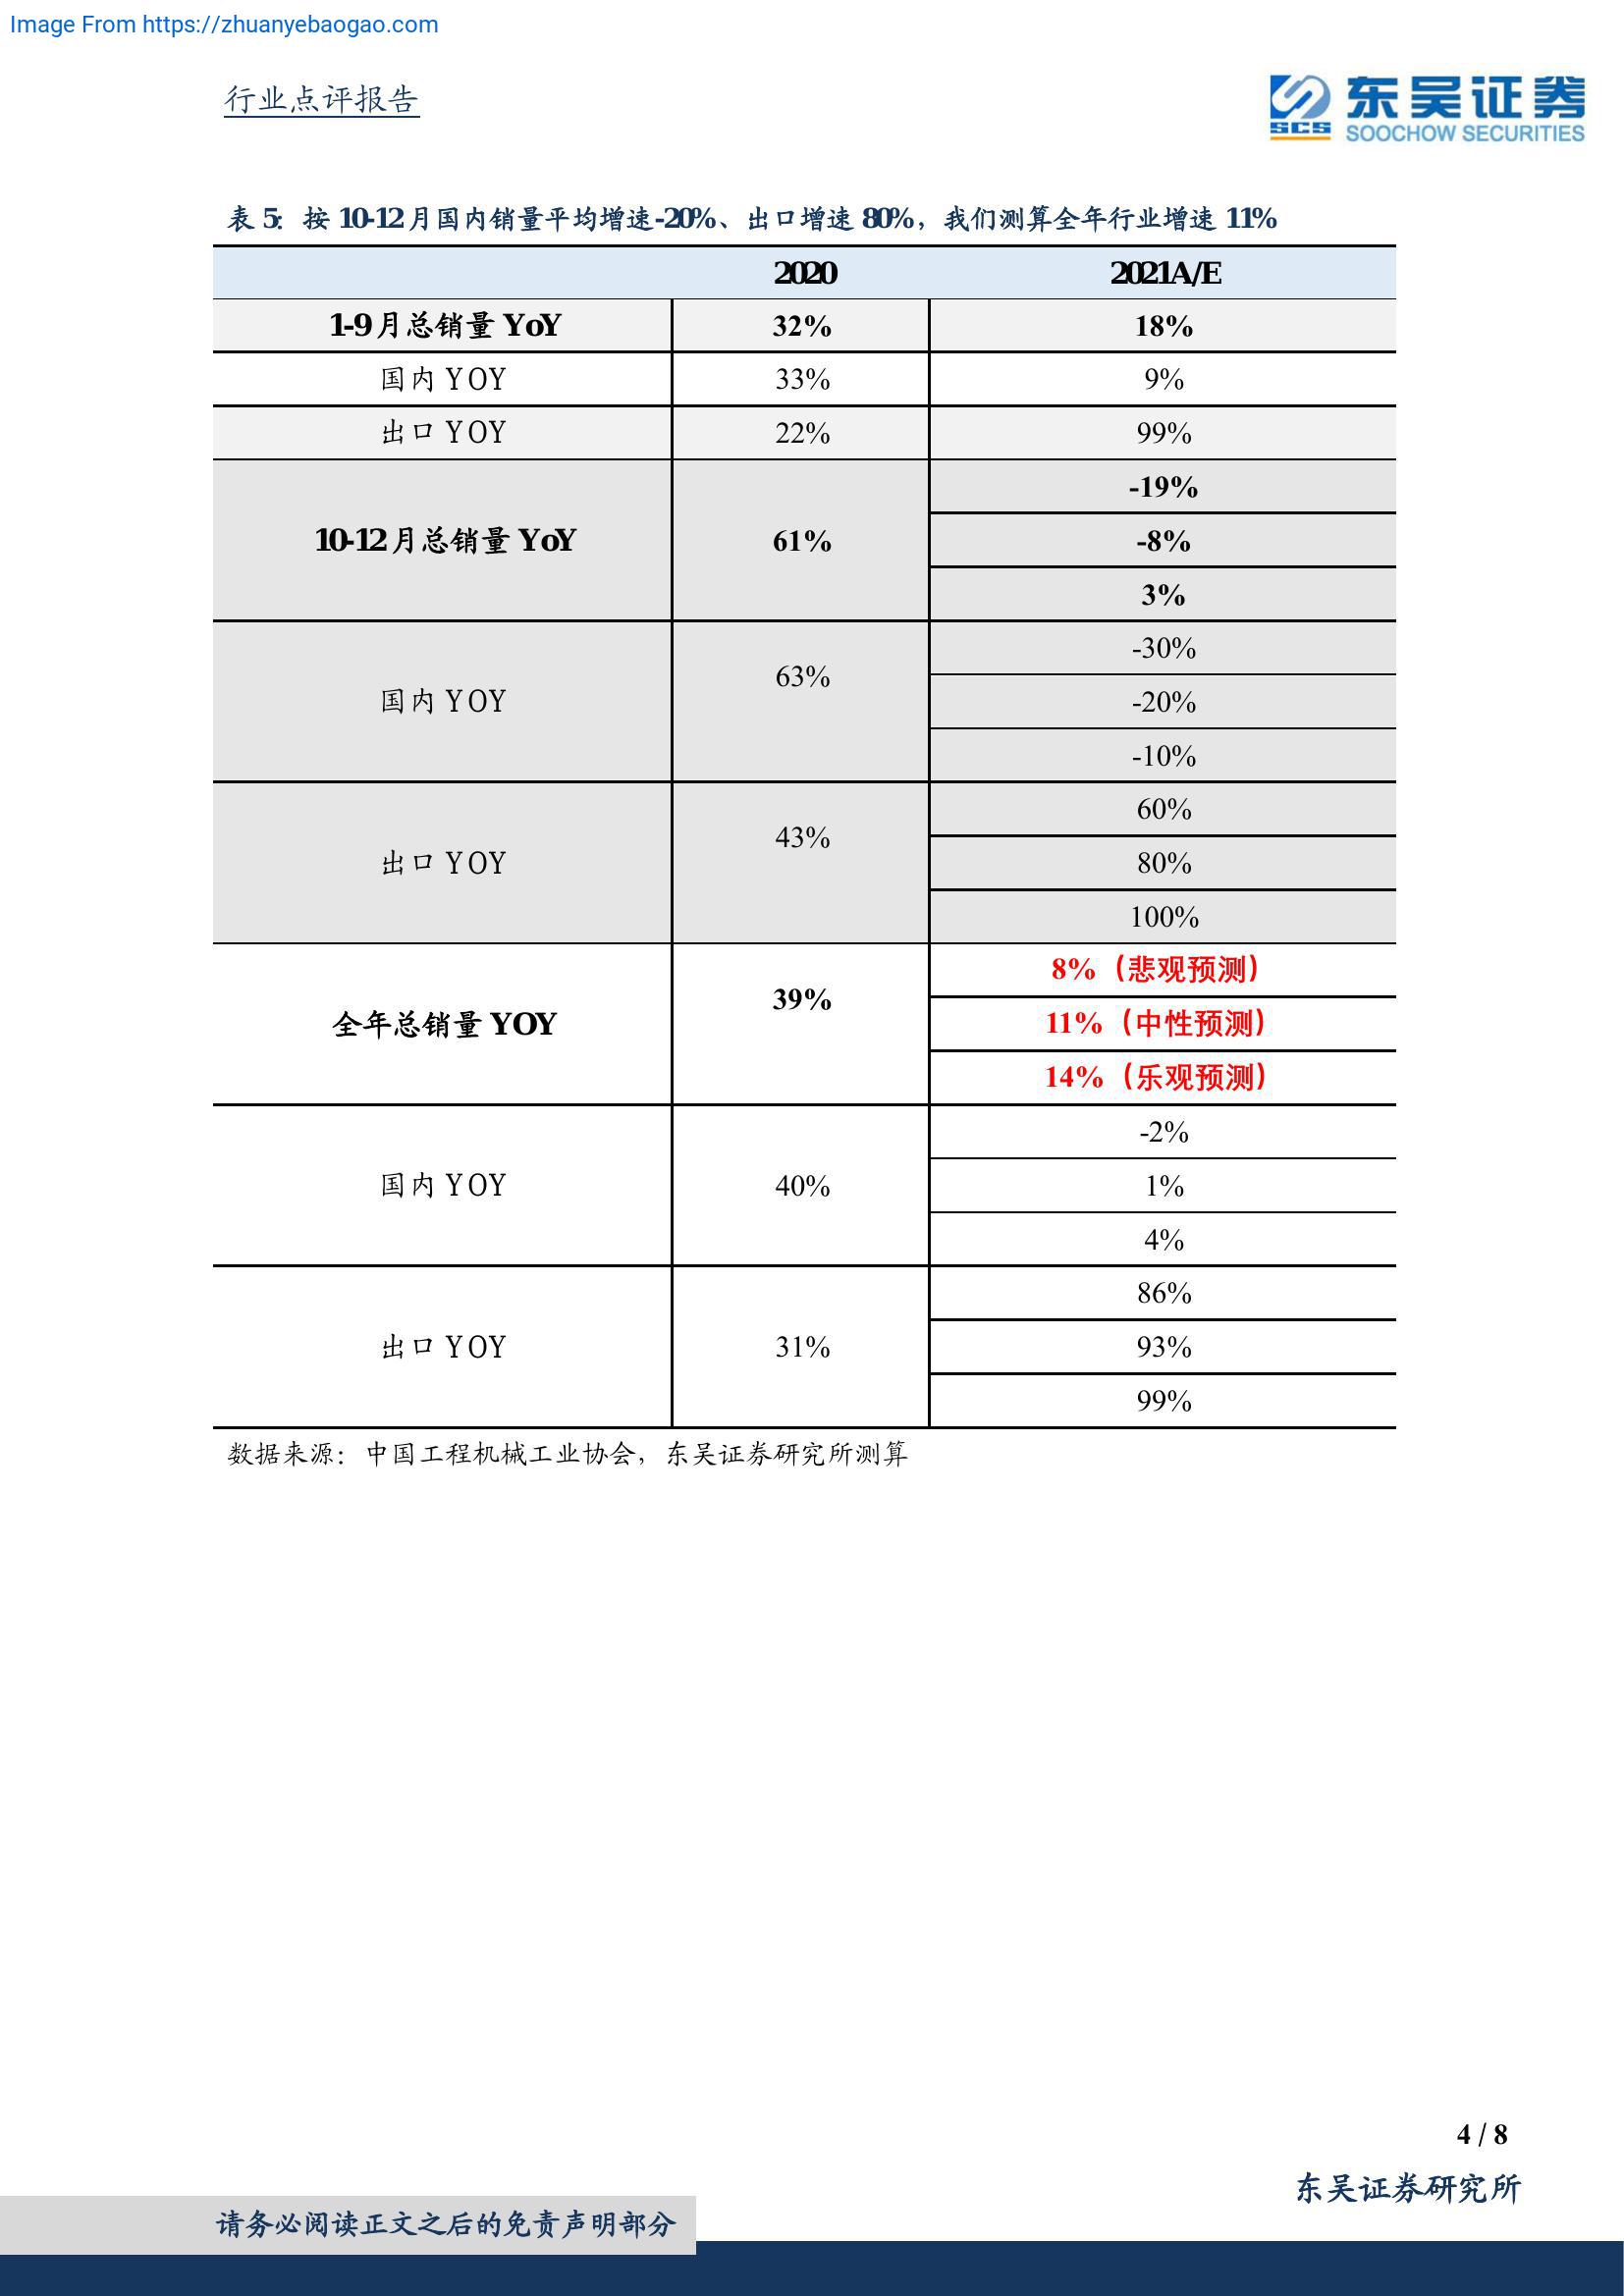 Image From https://zhuanyebaogao.com
行业点评报告
SCS 东吴证券
SOOCHOW SECURITIES
表 5：按 10-12 月国内销量平均增速-20%、出口增速 80%，我们测算全年行业增速 11%
2020 2021A/E
1-9 月总销量 YoY 32% 18%
国内 YOY 33% 9%
出口 YOY 22% 99%
10-12 月总销量 YoY 61% -19%
-8%
3%
国内 YOY 63% -30%
-20%
-10%
出口 YOY 43% 60%
80%
100%
全年总销量 YOY 39% 8%（悲观预测）
11%（中性预测）
14%（乐观预测）
国内 YOY 40% -2%
1%
4%
出口 YOY 31% 86%
93%
99%
数据来源：中国工程机械工业协会，东吴证券研究所测算
4 / 8
东吴证券研究所
请务必阅读正文之后的免责声明部分